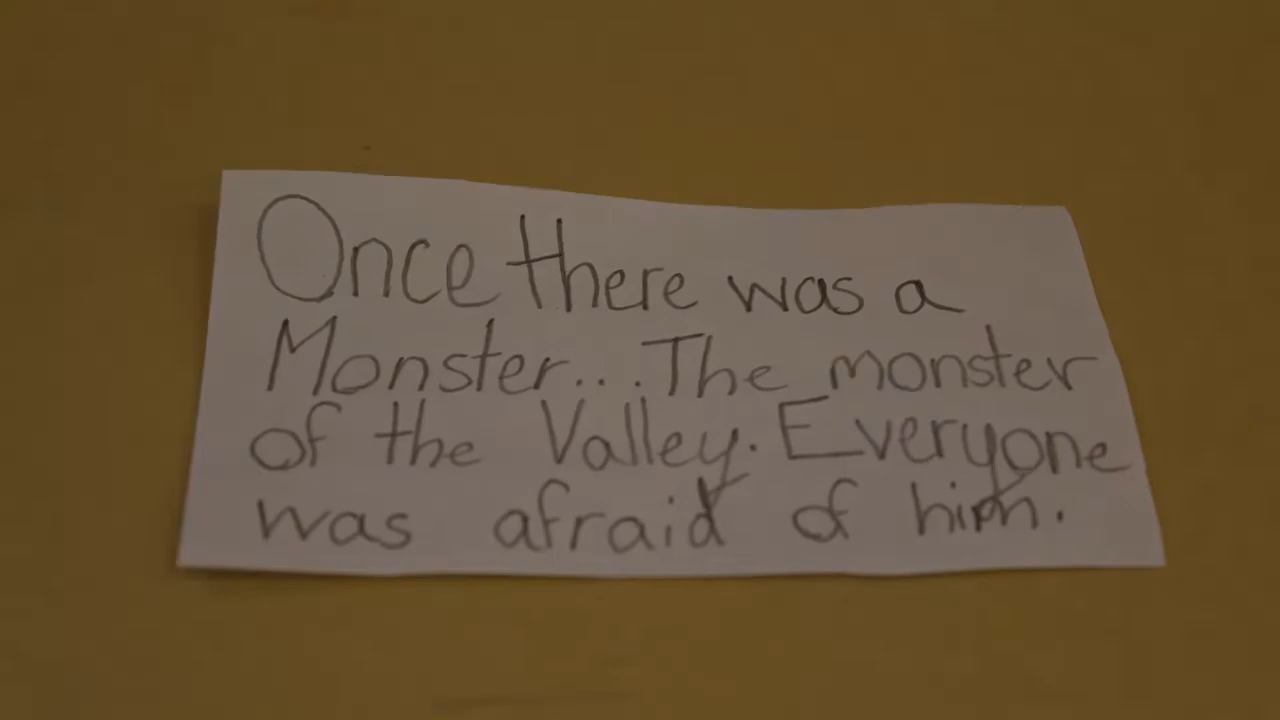 Once there was a
Monster...The monster
of the Valley. Everyone
was afraid of him.